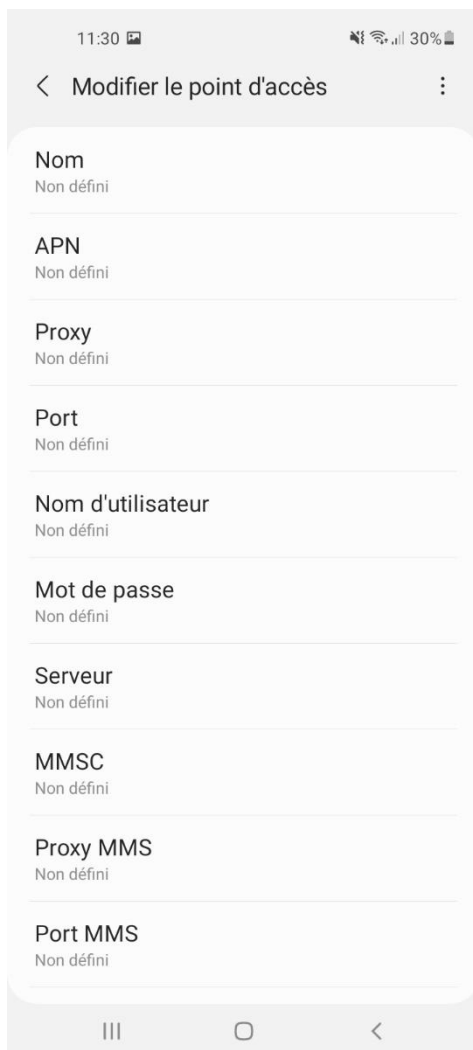 11:30 30%
Modifier le point d'accès
Nom
Non défini
APN
Non défini
Proxy
Non défini
Port
Non défini
Nom d'utilisateur
Non défini
Mot de passe
Non défini
Serveur
Non défini
MMSC
Non défini
Proxy MMS
Non défini
Port MMS
Non défini